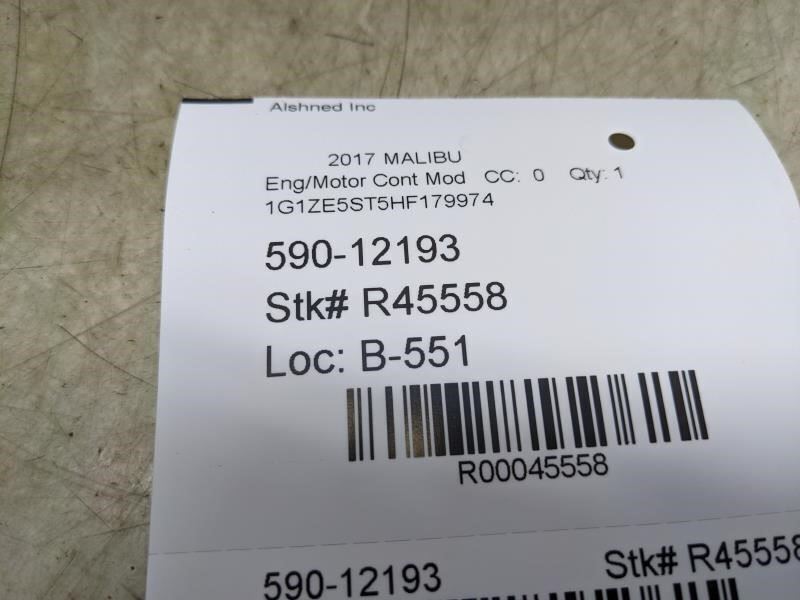 Alshned Inc
2017 MALIBU
Eng/Motor Cont Mod CC: 0 Qty: 1
1G1ZE5ST5HF179974
590-12193
Stk# R45558
Loc: B-551
R00045558
590-12193 Stk# R45558